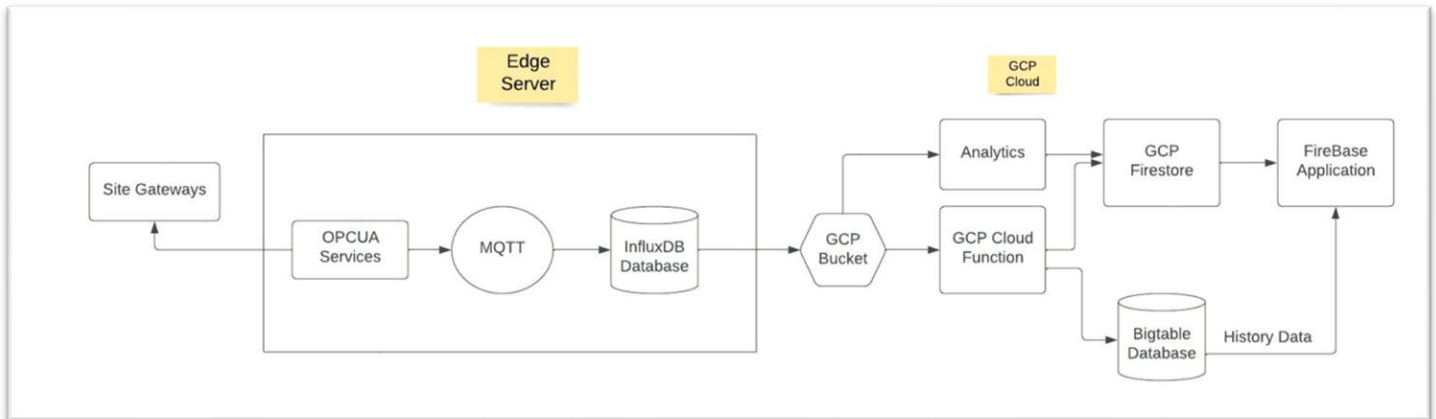 Edge
Server
GCP
Cloud
Site Gateways
OPCUA
Services
MQTT
InfluxDB
Database
GCP
Bucket
Analytics
GCP Cloud
Function
GCP
Firestore
FireBase
Application
Bigtable
Database
History Data